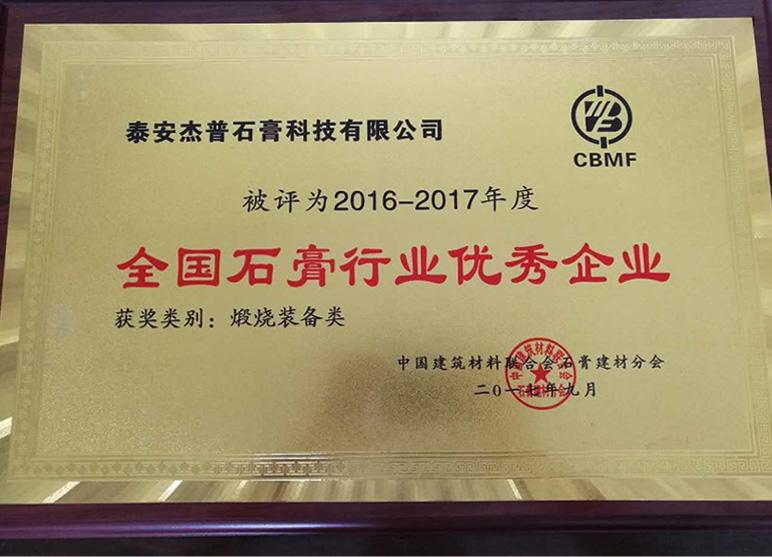 泰安杰普石膏科技有限公司
CBMF
被评为2016-2017年度
全国石膏行业优秀企业
获奖类别：煅烧装备类
中国建筑材料联合会石膏建材分会
二〇一七年九月